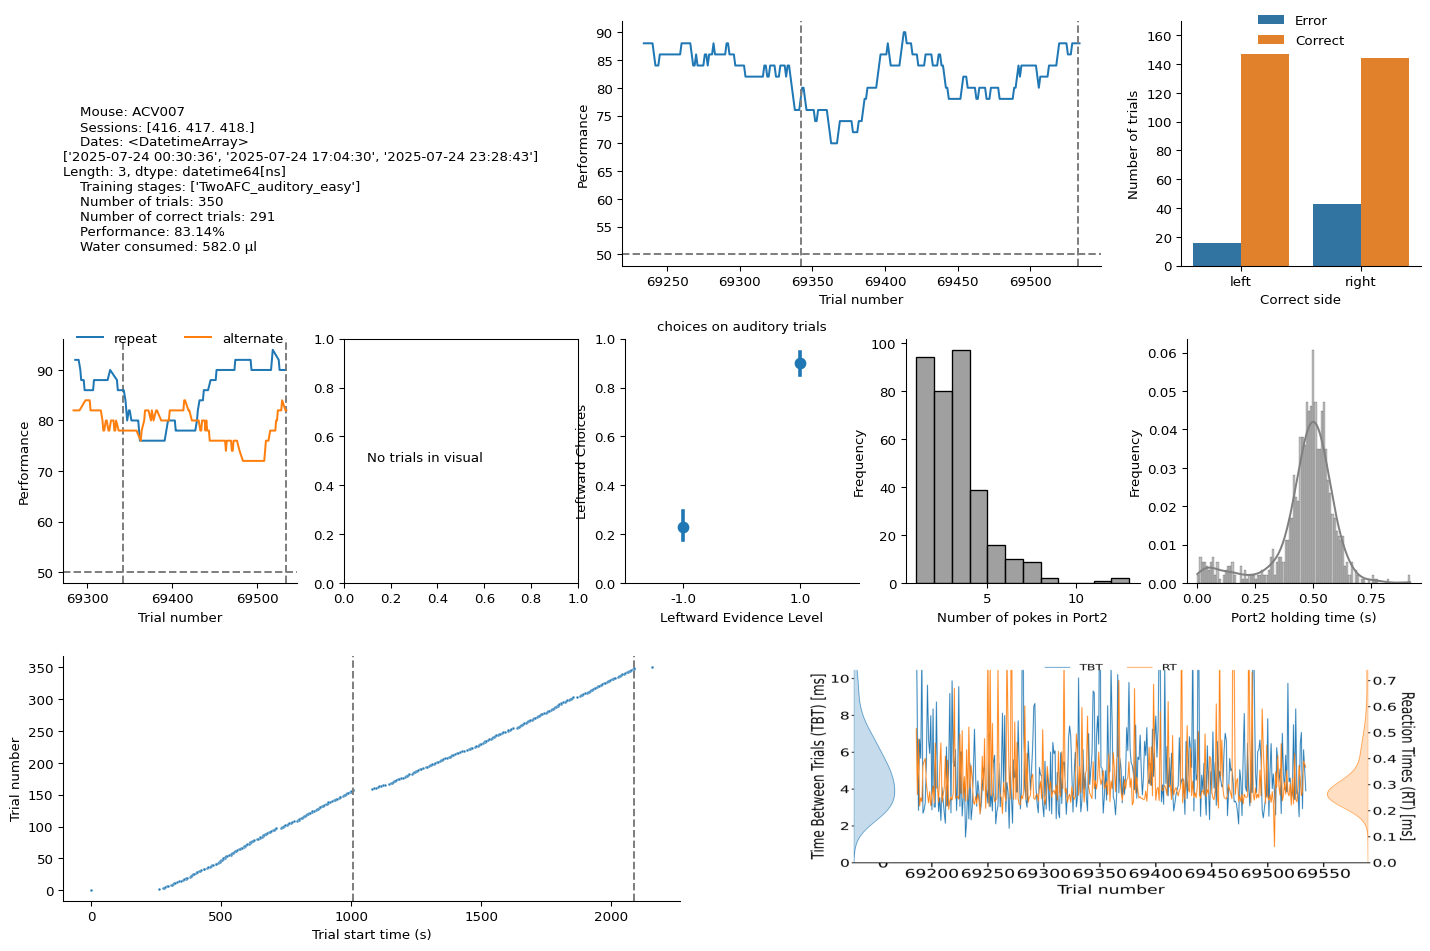 Mouse: ACV007
Sessions: [416. 417. 418.]
Dates: <DatetimeArray>
['2025-07-24 00:30:36', '2025-07-24 17:04:30', '2025-07-24 23:28:43']
Length: 3, dtype: datetime64[ns]
Training stages: ['TwoAFC_auditory_easy']
Number of trials: 350
Number of correct trials: 291
Performance: 83.14%
Water consumed: 582.0 µl
90
85
80
75
70
65
60
55
50
Performance
69250 69300 69350 69400 69450 69500
Trial number
Error
Correct
160
140
120
100
80
60
40
20
0
Number of trials
left right
Correct side
repeat alternate
90
80
70
60
50
Performance
69300 69400 69500
Trial number
1.0
0.8
0.6
0.4
0.2
0.0
No trials in visual
0.0 0.2 0.4 0.6 0.8 1.0
choices on auditory trials
1.0
0.8
0.6
0.4
0.2
0.0
Leftward Choices
-1.0 1.0
Leftward Evidence Level
100
80
60
40
20
0
Frequency
5 10
Number of pokes in Port2
0.06
0.05
0.04
0.03
0.02
0.01
0.00
Frequency
0.00 0.25 0.50 0.75
Port2 holding time (s)
350
300
250
200
150
100
50
0
Trial number
0 500 1000 1500 2000
Trial start time (s)
TBT RT
10
8
6
4
2
0
Time Between Trials (TBT) [ms]
0.7
0.6
0.5
0.4
0.3
0.2
0.1
0.0
Reaction Times (RT) [ms]
0
69200 69250 69300 69350 69400 69450 69500 69550
Trial number